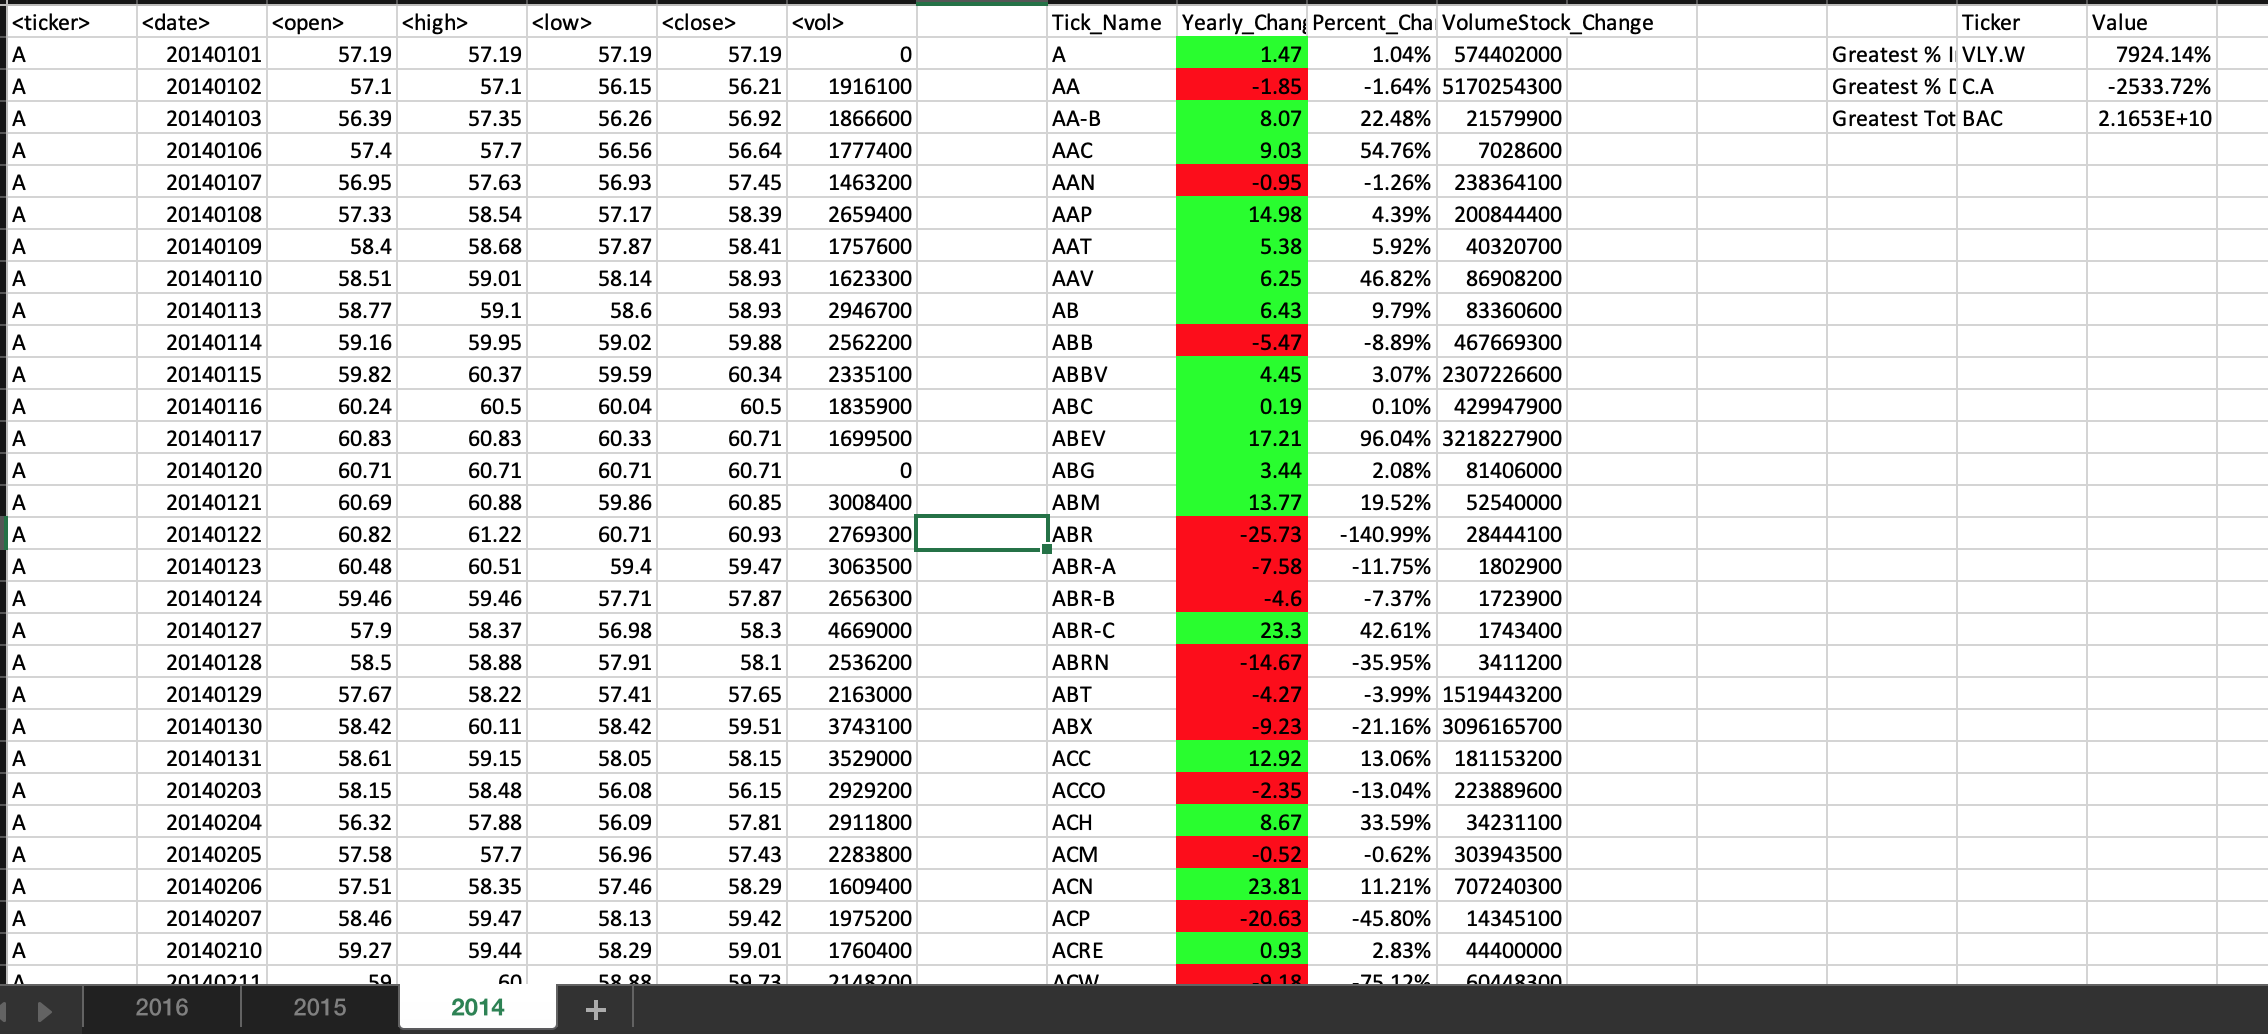 <ticker> <date> <open> <high> <low> <close> <vol> Tick_Name Yearly_Chang Percent_Cha VolumeStock_Change Ticker Value
A 20140101 57.19 57.19 57.19 57.19 0 A 1.47 1.04% 574402000 Greatest % I VLY.W 7924.14%
A 20140102 57.1 57.1 56.15 56.21 1916100 AA -1.85 -1.64% 5170254300 Greatest % D C.A -2533.72%
A 20140103 56.39 57.35 56.26 56.92 1866600 AA-B 8.07 22.48% 21579900 Greatest Tot BAC 2.1653E+10
A 20140106 57.4 57.7 56.56 56.64 1777400 AAC 9.03 54.76% 7028600
A 20140107 56.95 57.63 56.93 57.45 1463200 AAN -0.95 -1.26% 238364100
A 20140108 57.33 58.54 57.17 58.39 2659400 AAP 14.98 4.39% 200844400
A 20140109 58.4 58.68 57.87 58.41 1757600 AAT 5.38 5.92% 40320700
A 20140110 58.51 59.01 58.14 58.93 1623300 AAV 6.25 46.82% 86908200
A 20140113 58.77 59.1 58.6 58.93 2946700 AB 6.43 9.79% 83360600
A 20140114 59.16 59.95 59.02 59.88 2562200 ABB -5.47 -8.89% 467669300
A 20140115 59.82 60.37 59.59 60.34 2335100 ABBV 4.45 3.07% 2307226600
A 20140116 60.24 60.5 60.04 60.5 1835900 ABC 0.19 0.10% 429947900
A 20140117 60.83 60.83 60.33 60.71 1699500 ABEV 17.21 96.04% 3218227900
A 20140120 60.71 60.71 60.71 60.71 0 ABG 3.44 2.08% 81406000
A 20140121 60.69 60.88 59.86 60.85 3008400 ABM 13.77 19.52% 52540000
A 20140122 60.82 61.22 60.71 60.93 2769300 ABR -25.73 -140.99% 28444100
A 20140123 60.48 60.51 59.4 59.47 3063500 ABR-A -7.58 -11.75% 1802900
A 20140124 59.46 59.46 57.71 57.87 2656300 ABR-B -4.6 -7.37% 1723900
A 20140127 57.9 58.37 56.98 58.3 4669000 ABR-C 23.3 42.61% 1743400
A 20140128 58.5 58.88 57.91 58.1 2536200 ABRN -14.67 -35.95% 3411200
A 20140129 57.67 58.22 57.41 57.65 2163000 ABT -4.27 -3.99% 1519443200
A 20140130 58.42 60.11 58.42 59.51 3743100 ABX -9.23 -21.16% 3096165700
A 20140131 58.61 59.15 58.05 58.15 3529000 ACC 12.92 13.06% 181153200
A 20140203 58.15 58.48 56.08 56.15 2929200 ACCO -2.35 -13.04% 223889600
A 20140204 56.32 57.88 56.09 57.81 2911800 ACH 8.67 33.59% 34231100
A 20140205 57.58 57.7 56.96 57.43 2283800 ACM -0.52 -0.62% 303943500
A 20140206 57.51 58.35 57.46 58.29 1609400 ACN 23.81 11.21% 707240300
A 20140207 58.46 59.47 58.13 59.42 1975200 ACP -20.63 -45.80% 14345100
A 20140210 59.27 59.44 58.29 59.01 1760400 ACRE 0.93 2.83% 44400000
A 20140211 59 60 58.88 59.73 2148200 ACW -9.18 -75.12% 60448300
2016 2015 2014 +